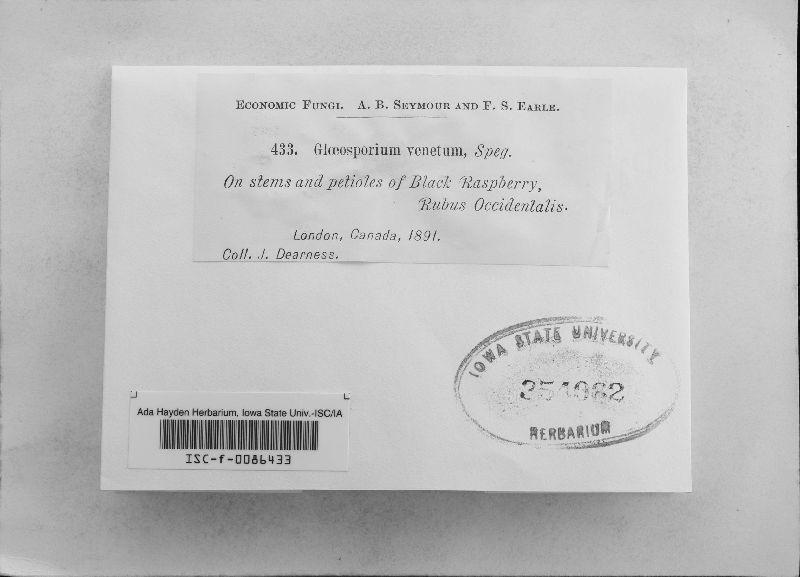 Economic Fungi. A. B. Seymour and F. S. Earle.
433. Glœosporium venetum, Speg.
On stems and petioles of Black Raspberry,
Rubus Occidentalis.
London, Canada, 1891.
Coll. J. Dearness.
IOWA STATE UNIVERSITY
354982
HERBARIUM
Ada Hayden Herbarium, Iowa State Univ.-ISC/IA
ISC-f-0086433